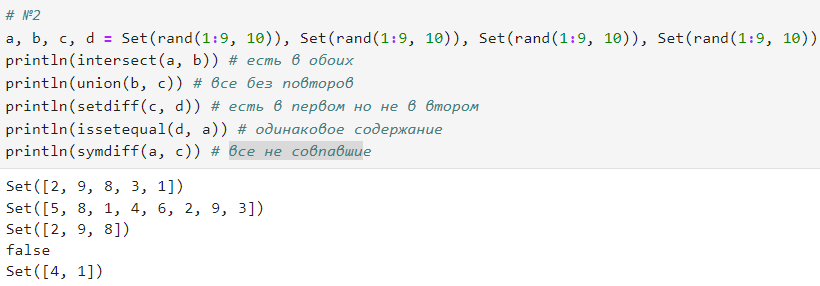 # №2
a, b, c, d = Set(rand(1:9, 10)), Set(rand(1:9, 10)), Set(rand(1:9, 10)), Set(rand(1:9, 10))
println(intersect(a, b)) # есть в обоих
println(union(b, c)) # все без повторов
println(setdiff(c, d)) # есть в первом но не в втором
println(issetequal(d, a)) # одинаковое содержание
println(symdiff(a, c)) # все не совпавшие
Set([2, 9, 8, 3, 1])
Set([5, 8, 1, 4, 6, 2, 9, 3])
Set([2, 9, 8])
false
Set([4, 1])